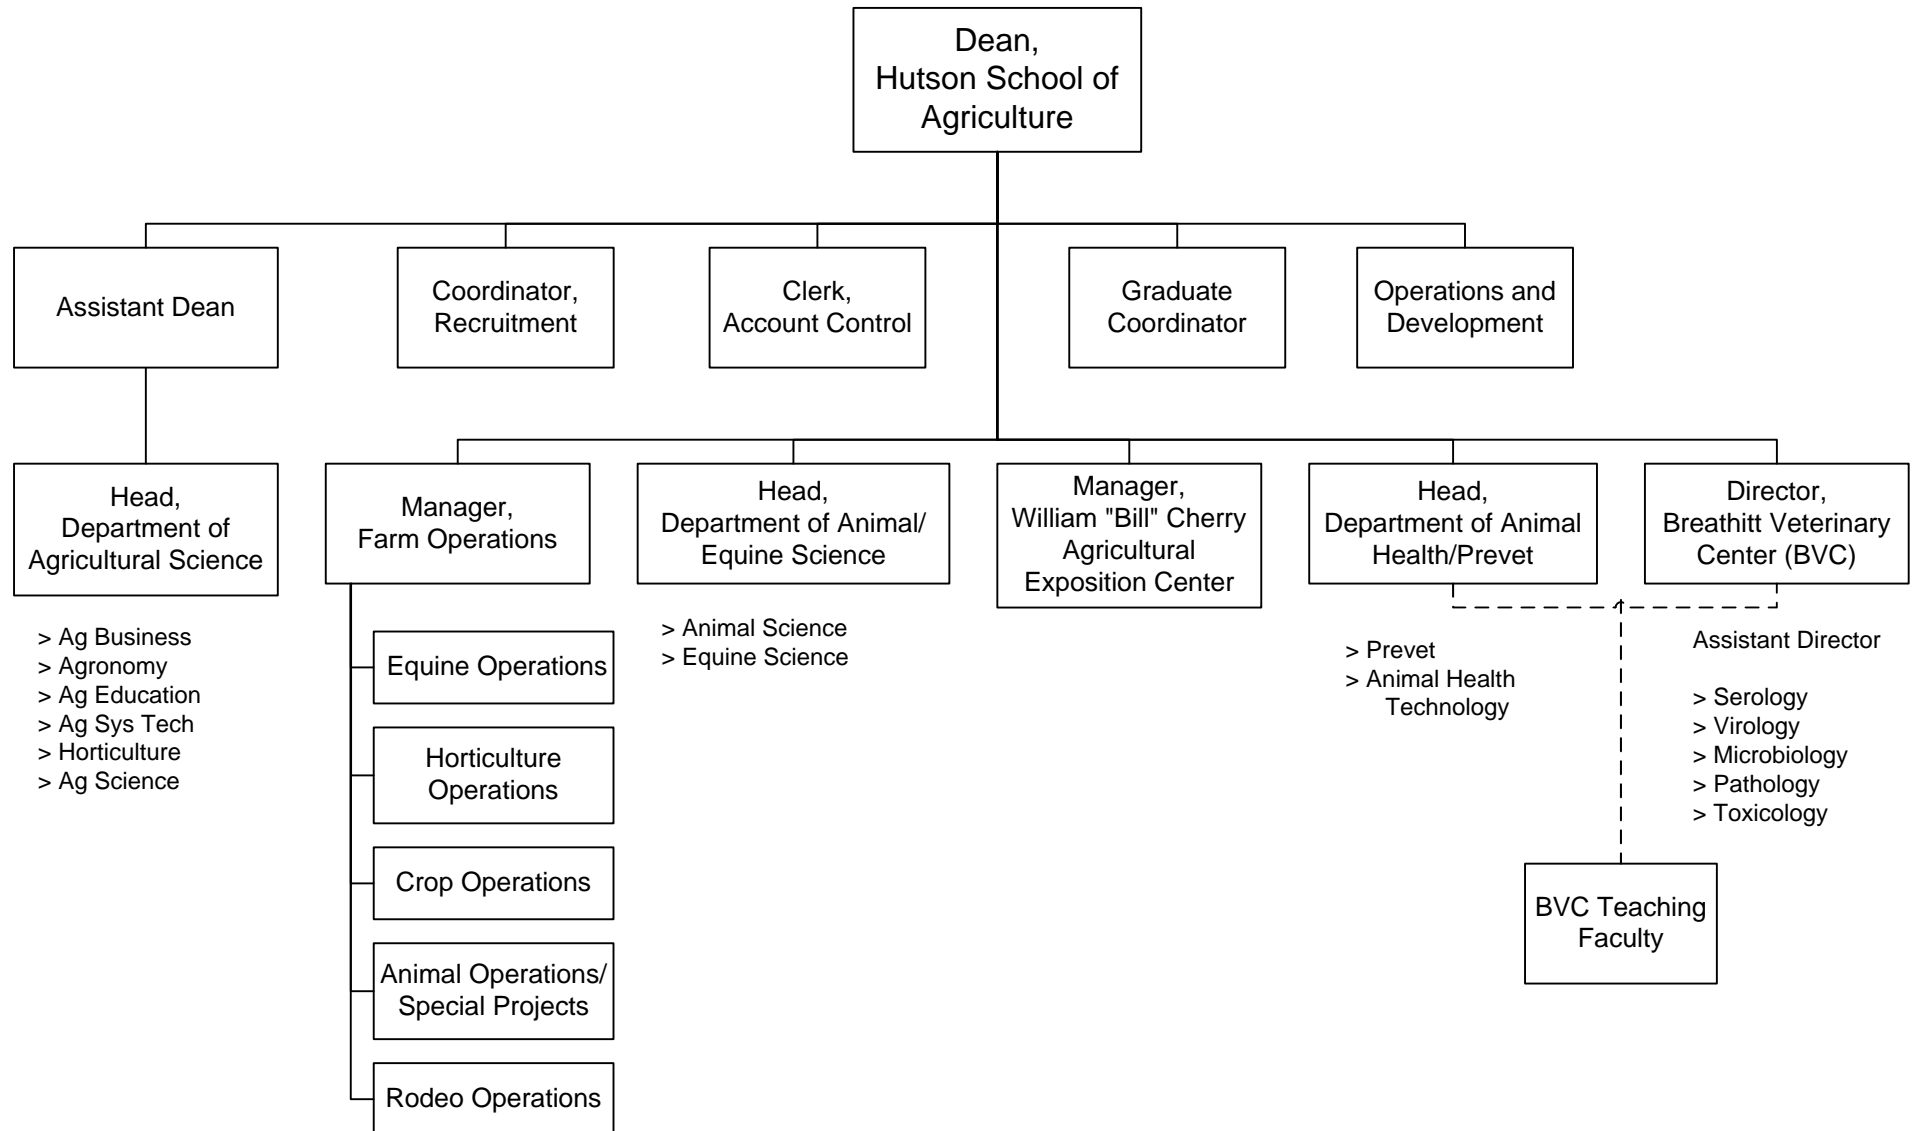 Dean,
Hutson School of
Agriculture
Assistant Dean
Coordinator,
Recruitment
Clerk,
Account Control
Graduate
Coordinator
Operations and
Development
Head,
Department of
Agricultural Science
> Ag Business
> Agronomy
> Ag Education
> Ag Sys Tech
> Horticulture
> Ag Science
Manager,
Farm Operations
Equine Operations
Horticulture
Operations
Crop Operations
Animal Operations/
Special Projects
Rodeo Operations
Head,
Department of Animal/
Equine Science
> Animal Science
> Equine Science
Manager,
William "Bill" Cherry
Agricultural
Exposition Center
Head,
Department of Animal
Health/Prevet
> Prevet
> Animal Health
Technology
Director,
Breathitt Veterinary
Center (BVC)
Assistant Director
> Serology
> Virology
> Microbiology
> Pathology
> Toxicology
BVC Teaching
Faculty